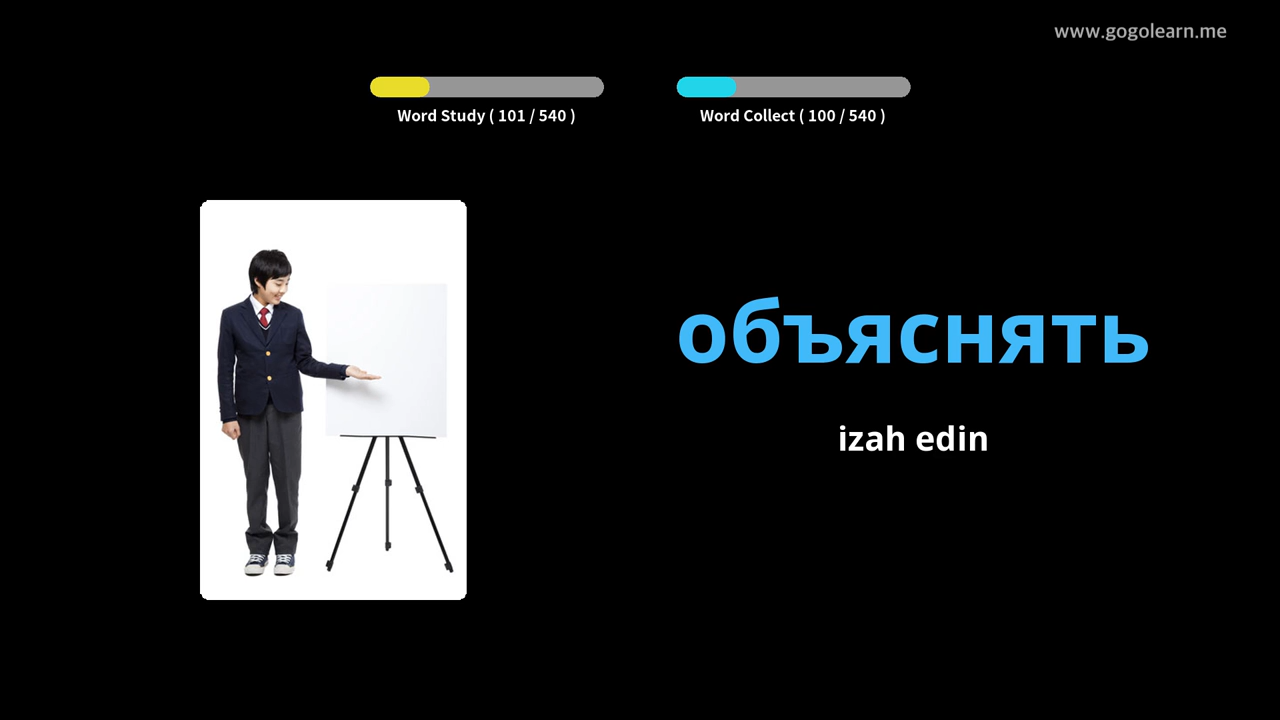 www.gogolearn.me
Word Study ( 101 / 540 )
Word Collect ( 100 / 540 )
объяснять
izah edin